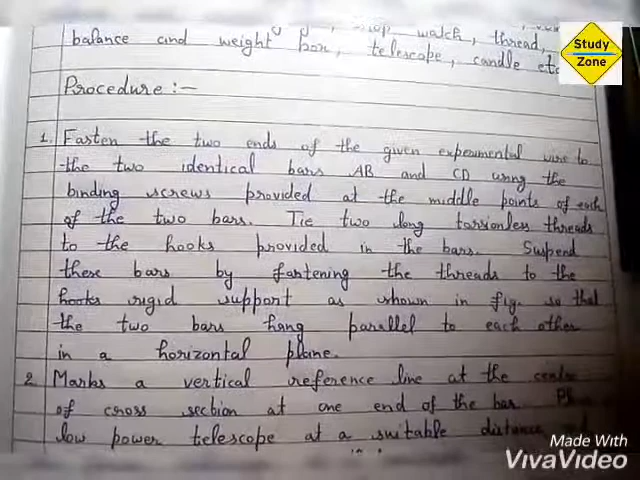 stop watch, thread,
balance and weight box, telescope, candle etc
Procedure :-
1. Fasten the two ends of the given experimental wire to
the two identical bars AB and CD using the
binding screws provided at the middle points of each
of the two bars. Tie two long torsionless threads
to the hooks provided in the bars. Suspend
these bars by fastening the threads to the
hooks rigid support as shown in fig. so that
the two bars hang parallel to each other
in a horizontal plane.
2. Marks a vertical reference line at the centre
of cross section at one end of the bar.
low power telescope at a suitable distance
Study
Zone
Made With
VivaVideo